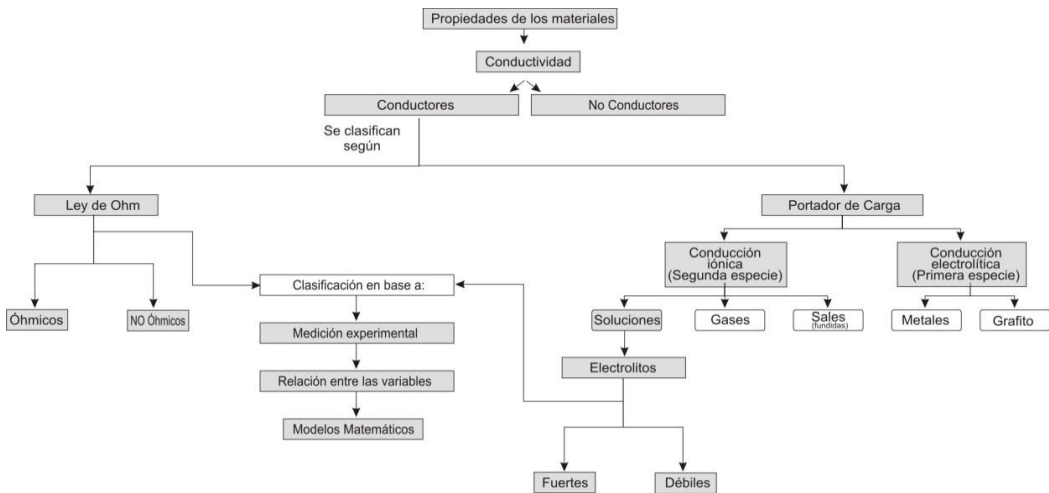 Propiedades de los materiales
Conductividad
Conductores
No Conductores
Se clasifican
según
Ley de Ohm
Portador de Carga
Conducción
iónica
(Segunda especie)
Conducción
electrolítica
(Primera especie)
Clasificación en base a:
Óhmicos
NO Óhmicos
Soluciones
Gases
Sales
(fundidas)
Metales
Grafito
Medición experimental
Electrolitos
Relación entre las variables
Modelos Matemáticos
Fuertes
Débiles